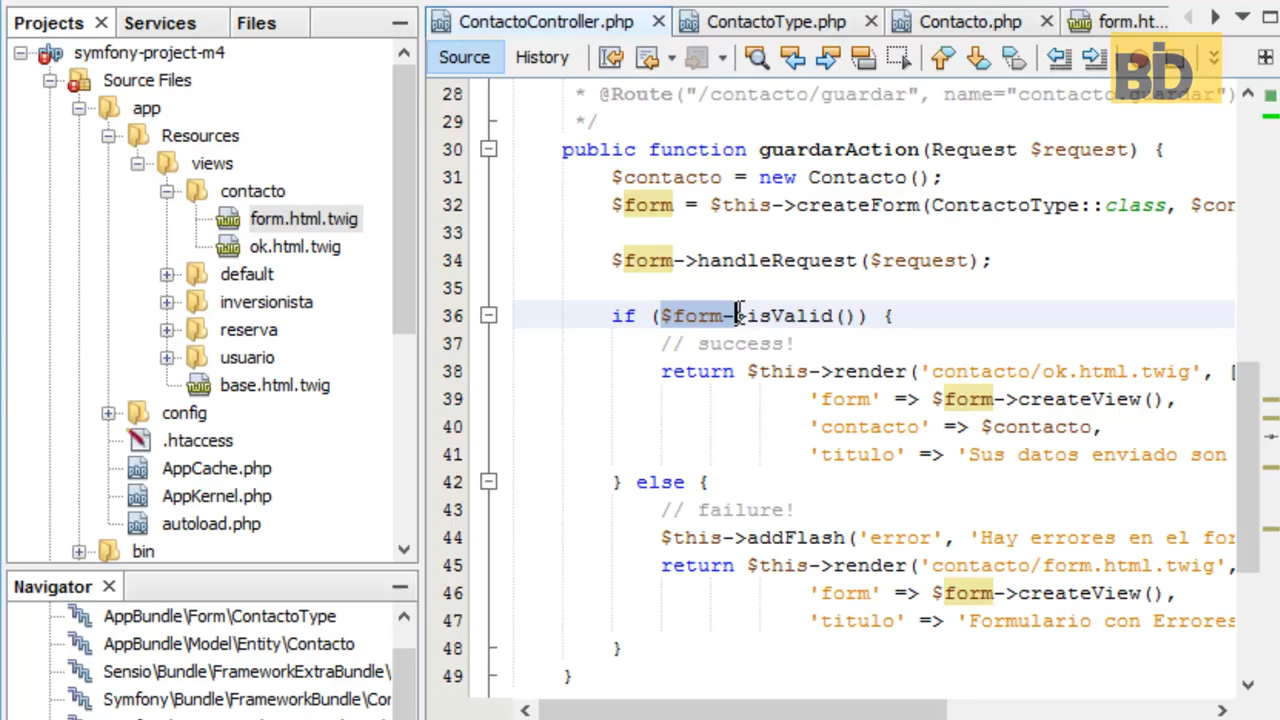 Projects
Services
Files
symfony-project-m4
Source Files
app
Resources
views
contacto
form.html.twig
ok.html.twig
default
inversionista
reserva
usuario
base.html.twig
config
.htaccess
AppCache.php
AppKernel.php
autoload.php
bin
Navigator
AppBundle\Form\ContactoType
AppBundle\Model\Entity\Contacto
Sensio\Bundle\FrameworkExtraBundle\
Symfony\Bundle\FrameworkBundle\Cor
ContactoController.php
ContactoType.php
Contacto.php
form.ht...
Source
History
BID
28 * @Route("/contacto/guardar", name="contacto.guardar")
29 */
30 public function guardarAction(Request $request) {
31 $contacto = new Contacto();
32 $form = $this->createForm(ContactoType::class, $con
33
34 $form->handleRequest($request);
35
36 if ($form->isValid()) {
37 // success!
38 return $this->render('contacto/ok.html.twig', [
39 'form' => $form->createView(),
40 'contacto' => $contacto,
41 'titulo' => 'Sus datos enviado son
42 } else {
43 // failure!
44 $this->addFlash('error', 'Hay errores en el for
45 return $this->render('contacto/form.html.twig',
46 'form' => $form->createView(),
47 'titulo' => 'Formulario con Errores
48 }
49 }